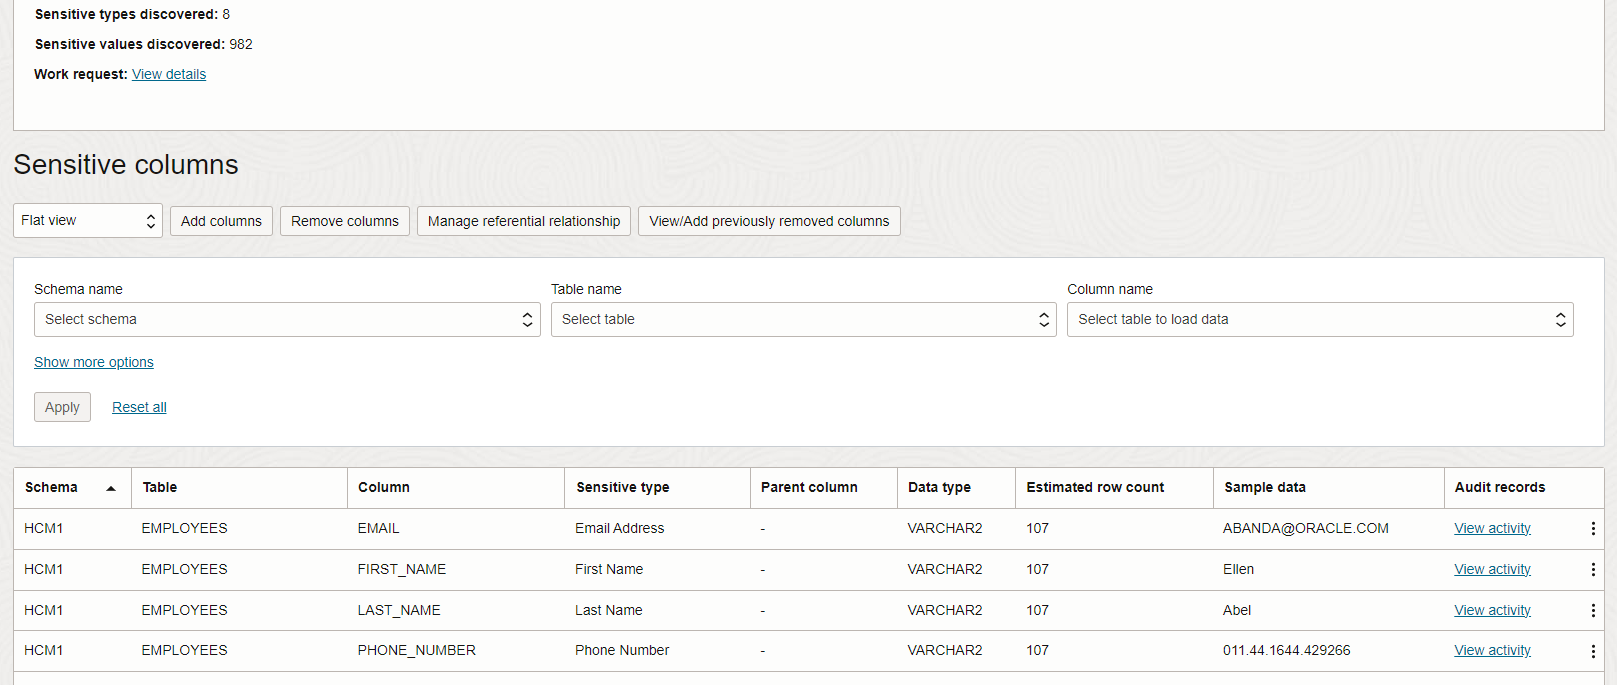 Sensitive types discovered: 8
Sensitive values discovered: 982
Work request: View details
Sensitive columns
Flat view Add columns Remove columns Manage referential relationship View/Add previously removed columns
Schema name Table name Column name
Select schema Select table Select table to load data
Show more options
Apply Reset all
Schema Table Column Sensitive type Parent column Data type Estimated row count Sample data Audit records
HCM1 EMPLOYEES EMAIL Email Address - VARCHAR2 107 ABANDA@ORACLE.COM View activity
HCM1 EMPLOYEES FIRST_NAME First Name - VARCHAR2 107 Ellen View activity
HCM1 EMPLOYEES LAST_NAME Last Name - VARCHAR2 107 Abel View activity
HCM1 EMPLOYEES PHONE_NUMBER Phone Number - VARCHAR2 107 011.44.1644.429266 View activity